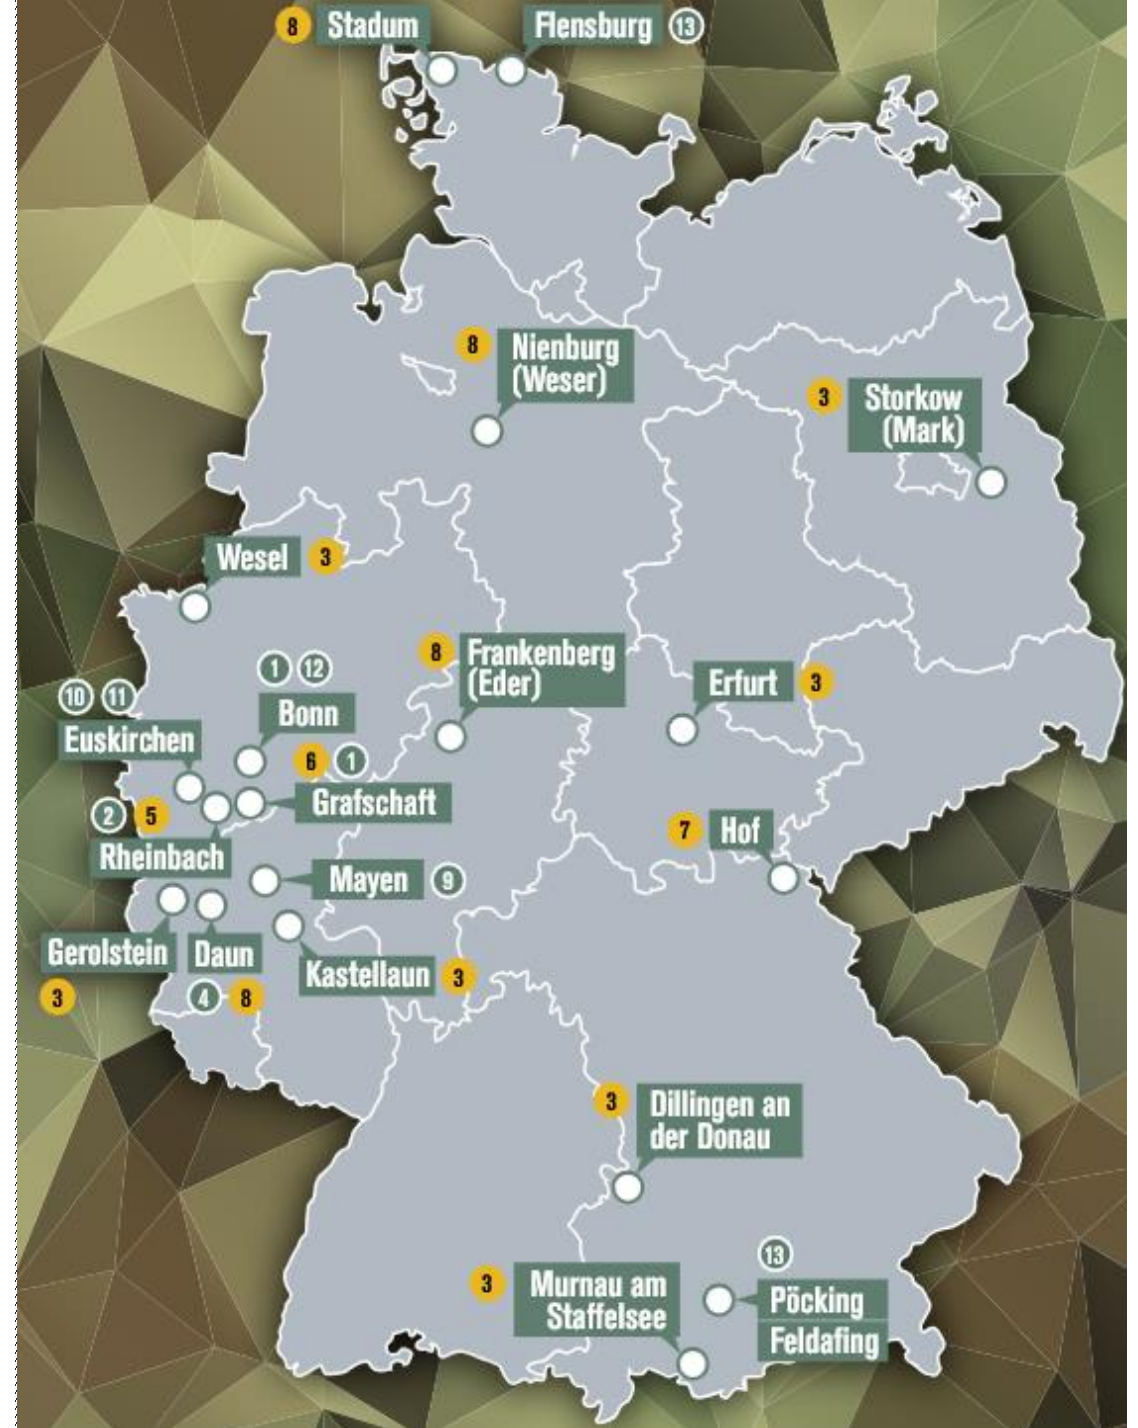 8 Stadum
Flensburg 13
8 Nienburg
(Weser)
3 Storkow
(Mark)
Wesel 3
8 Frankenberg
(Eder)
Erfurt 3
1 12
Bonn
10 11
Euskirchen
6 1
Grafschaft
2 5
Rheinbach
7 Hof
Mayen 9
Gerolstein
3
Daun
4 8
Kastellaun 3
3 Dillingen an
der Donau
13
3 Murnau am
Staffelsee
Pöcking
Feldafing